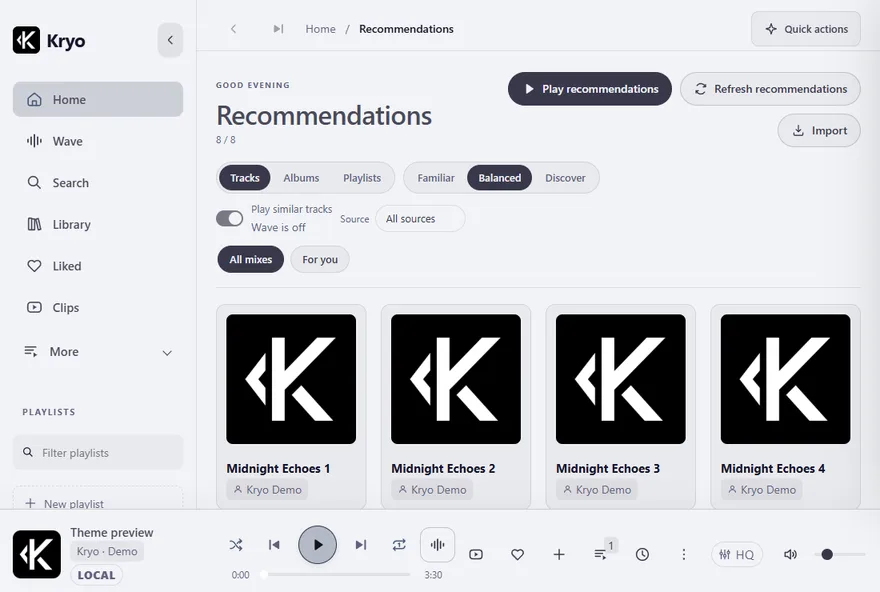 Kryo
Home / Recommendations
Quick actions
Home
Wave
Search
Library
Liked
Clips
More
PLAYLISTS
Filter playlists
New playlist
GOOD EVENING
Recommendations
8 / 8
Play recommendations
Refresh recommendations
Import
Tracks Albums Playlists
Familiar Balanced Discover
Play similar tracks
Wave is off
Source All sources
All mixes For you
Midnight Echoes 1
Kryo Demo
Midnight Echoes 2
Kryo Demo
Midnight Echoes 3
Kryo Demo
Midnight Echoes 4
Kryo Demo
Theme preview
Kryo · Demo
LOCAL
0:00
3:30
1
HQ